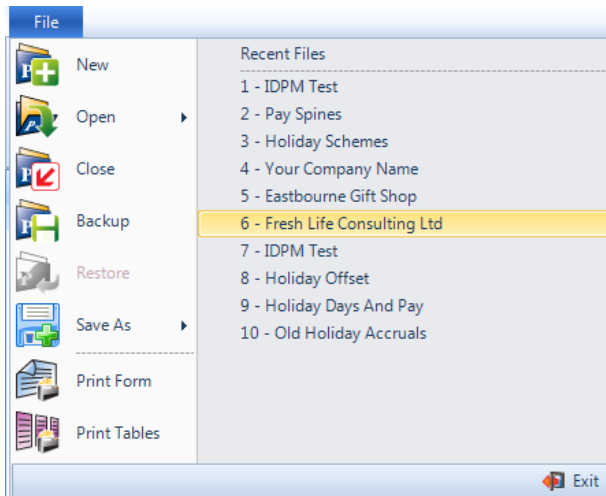 File
New
Open
Close
Backup
Restore
Save As
Print Form
Print Tables
Recent Files
1 - IDPM Test
2 - Pay Spines
3 - Holiday Schemes
4 - Your Company Name
5 - Eastbourne Gift Shop
6 - Fresh Life Consulting Ltd
7 - IDPM Test
8 - Holiday Offset
9 - Holiday Days And Pay
10 - Old Holiday Accruals
Exit